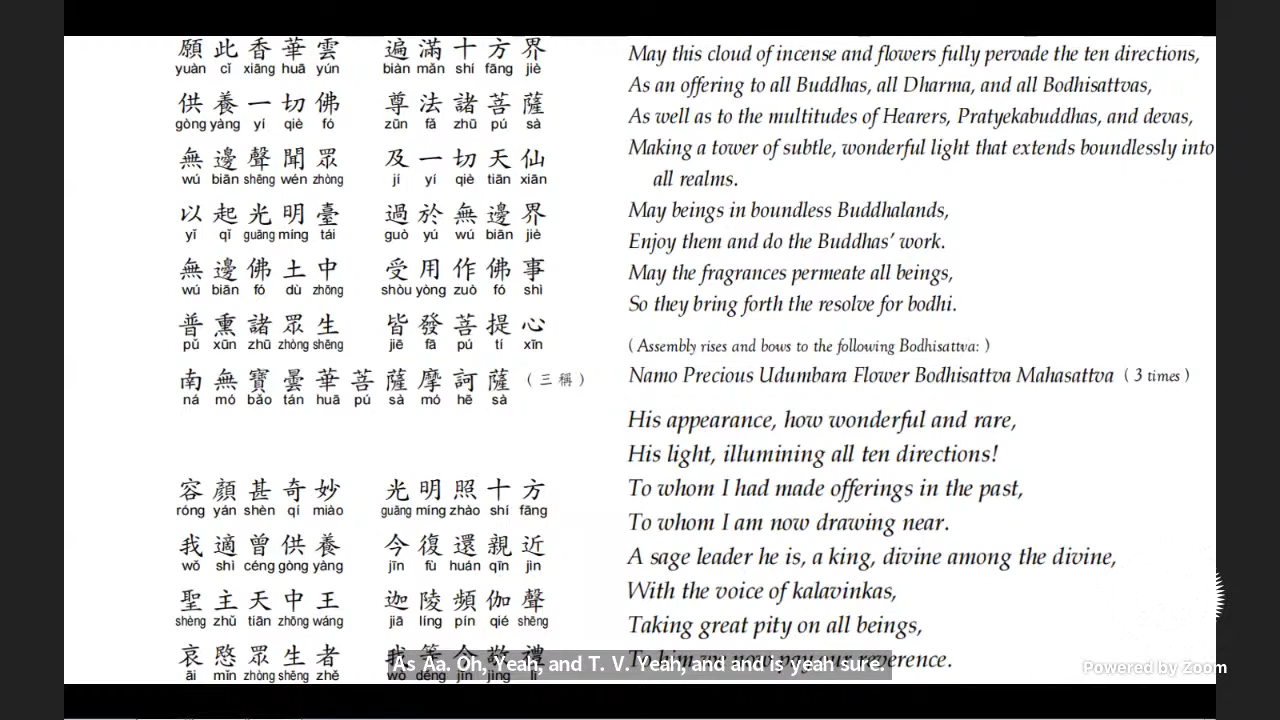 願此香華雲 遍滿十方界
yuàn cǐ xiāng huā yún biàn mǎn shí fāng jiè
供養一切佛 尊法諸菩薩
gòng yàng yí qiè fó zūn fǎ zhū pú sà
無邊聲聞眾 及一切天仙
wú biān shēng wén zhòng jí yí qiè tiān xiān
以起光明臺 過於無邊界
yǐ qǐ guāng míng tái guò yú wú biān jiè
無邊佛土中 受用作佛事
wú biān fó dù zhōng shòu yòng zuò fó shì
普熏諸眾生 皆發菩提心
pǔ xūn zhū zhòng shēng jiē fā pú tí xīn
南無寶曇華菩薩摩訶薩（三稱）
ná mó bǎo tán huā pú sà mó hē sà
容顏甚奇妙 光明照十方
róng yán shèn qí miào guāng míng zhào shí fāng
我適曾供養 今復還親近
wǒ shì céng gòng yàng jīn fù huán qīn jìn
聖主天中王 迦陵頻伽聲
shèng zhǔ tiān zhōng wáng jiā líng pín qié shēng
哀愍眾生者 我等今敬禮
āi mǐn zhòng shēng zhě wǒ děng jīn jìng lǐ
May this cloud of incense and flowers fully pervade the ten directions,
As an offering to all Buddhas, all Dharma, and all Bodhisattvas,
As well as to the multitudes of Hearers, Pratyekabuddhas, and devas,
Making a tower of subtle, wonderful light that extends boundlessly into
all realms.
May beings in boundless Buddhalands,
Enjoy them and do the Buddhas' work.
May the fragrances permeate all beings,
So they bring forth the resolve for bodhi.
( Assembly rises and bows to the following Bodhisattva: )
Namo Precious Udumbara Flower Bodhisattva Mahasattva ( 3 times )
His appearance, how wonderful and rare,
His light, illumining all ten directions!
To whom I had made offerings in the past,
To whom I am now drawing near.
A sage leader he is, a king, divine among the divine,
With the voice of kalavinkas,
Taking great pity on all beings,
To him we now pay our reverence.
As Aa. Oh, Yeah, and T. V. Yeah, and and is yeah sure.
Powered by Zoom